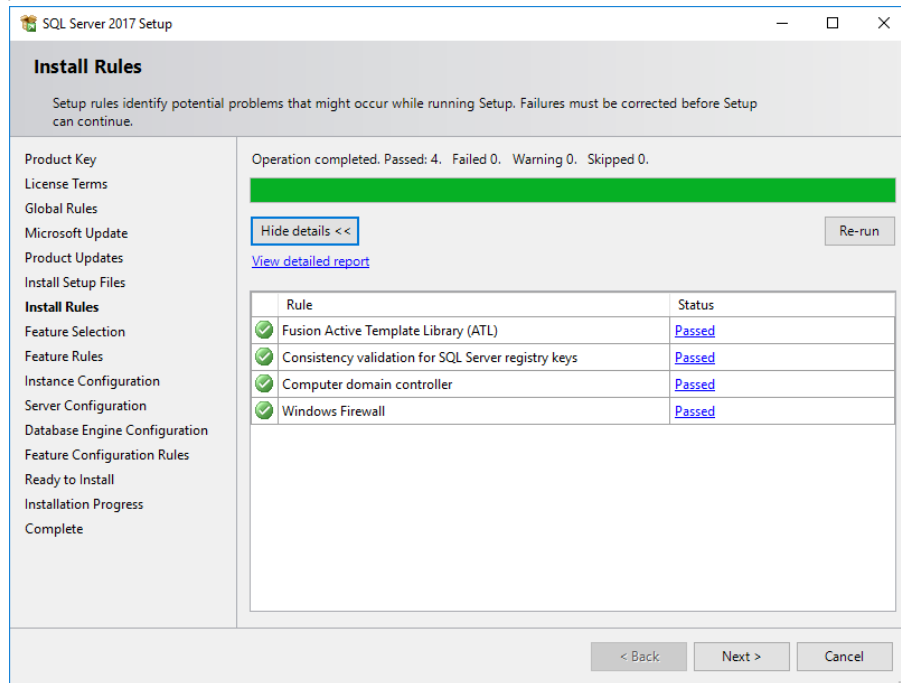 SQL Server 2017 Setup
Install Rules
Setup rules identify potential problems that might occur while running Setup. Failures must be corrected before Setup
can continue.
Product Key
License Terms
Global Rules
Microsoft Update
Product Updates
Install Setup Files
Install Rules
Feature Selection
Feature Rules
Instance Configuration
Server Configuration
Database Engine Configuration
Feature Configuration Rules
Ready to Install
Installation Progress
Complete
Operation completed. Passed: 4.   Failed 0.   Warning 0.   Skipped 0.
Hide details << Re-run
View detailed report
Rule Status
Fusion Active Template Library (ATL) Passed
Consistency validation for SQL Server registry keys Passed
Computer domain controller Passed
Windows Firewall Passed
< Back Next > Cancel